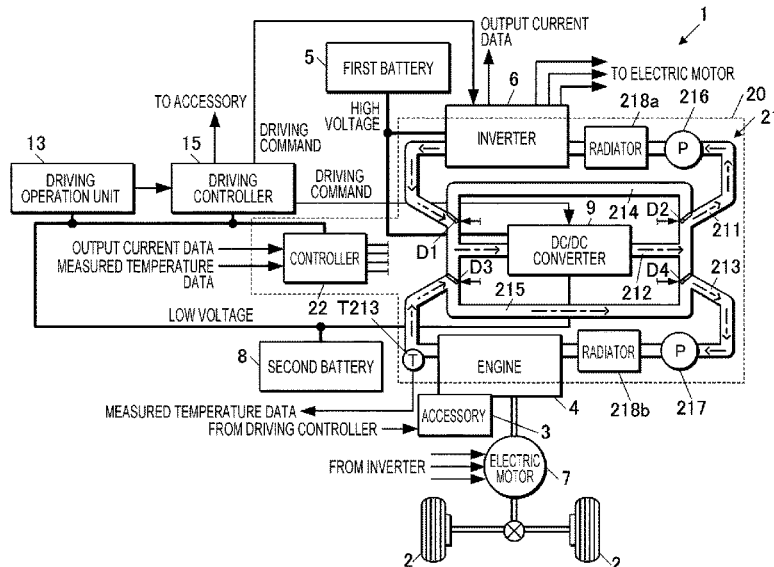 1
OUTPUT CURRENT
DATA
5
FIRST BATTERY
6
TO ELECTRIC MOTOR
TO ACCESSORY
HIGH
VOLTAGE
INVERTER
218a
216
20
21
RADIATOR
P
13
15
DRIVING
COMMAND
DRIVING
OPERATION UNIT
DRIVING
CONTROLLER
DRIVING
COMMAND
9
214
D2
211
D1
OUTPUT CURRENT DATA
MEASURED TEMPERATURE
DATA
CONTROLLER
22
DC/DC
CONVERTER
212
D3
D4
213
T213
215
LOW VOLTAGE
8
SECOND BATTERY
T
ENGINE
RADIATOR
P
4
218b
217
MEASURED TEMPERATURE DATA
FROM DRIVING CONTROLLER
ACCESSORY
3
FROM INVERTER
ELECTRIC
MOTOR
7
2
2